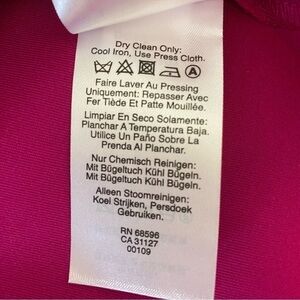 Dry Clean Only:
Cool Iron, Use Press Cloth.
A
Faire Laver Au Pressing
Uniquement: Repasser Avec
Fer Tiède Et Patte Mouillée.
Limpiar En Seco Solamente:
Planchar A Temperatura Baja.
Utilice Un Paño Sobre La
Prenda Al Planchar.
Nur Chemisch Reinigen:
Mit Bügeltuch Kühl Bügeln.
Mit Bügeltuch Kühl Bügeln.
Alleen Stoomreinigen:
Koel Strijken, Persdoek
Gebruiken.
RN 68596
CA 31127
00109